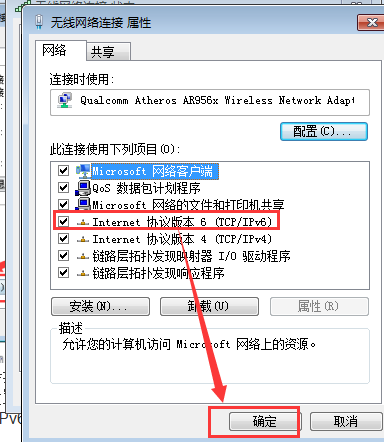 无线网络连接 属性
网络
共享
连接时使用:
Qualcomm Atheros AR956x Wireless Network Adapt
配置(C)...
此连接使用下列项目(O):
Microsoft 网络客户端
QoS 数据包计划程序
Microsoft 网络的文件和打印机共享
Internet 协议版本 6 (TCP/IPv6)
Internet 协议版本 4 (TCP/IPv4)
链路层拓扑发现映射器 I/O 驱动程序
链路层拓扑发现响应程序
安装(N)...
卸载(U)
属性(R)
描述
允许您的计算机访问 Microsoft 网络上的资源。
确定
取消